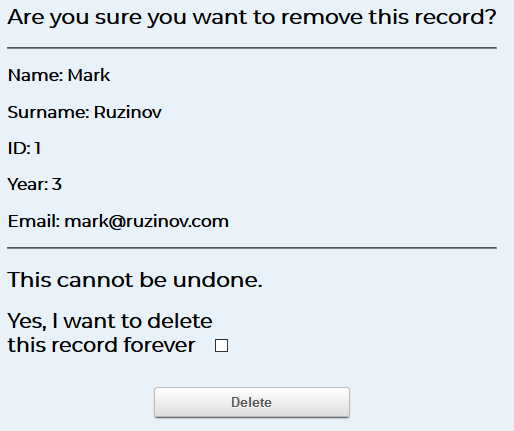 Are you sure you want to remove this record?
Name: Mark
Surname: Ruzinov
ID: 1
Year: 3
Email: mark@ruzinov.com
This cannot be undone.
Yes, I want to delete
this record forever
Delete